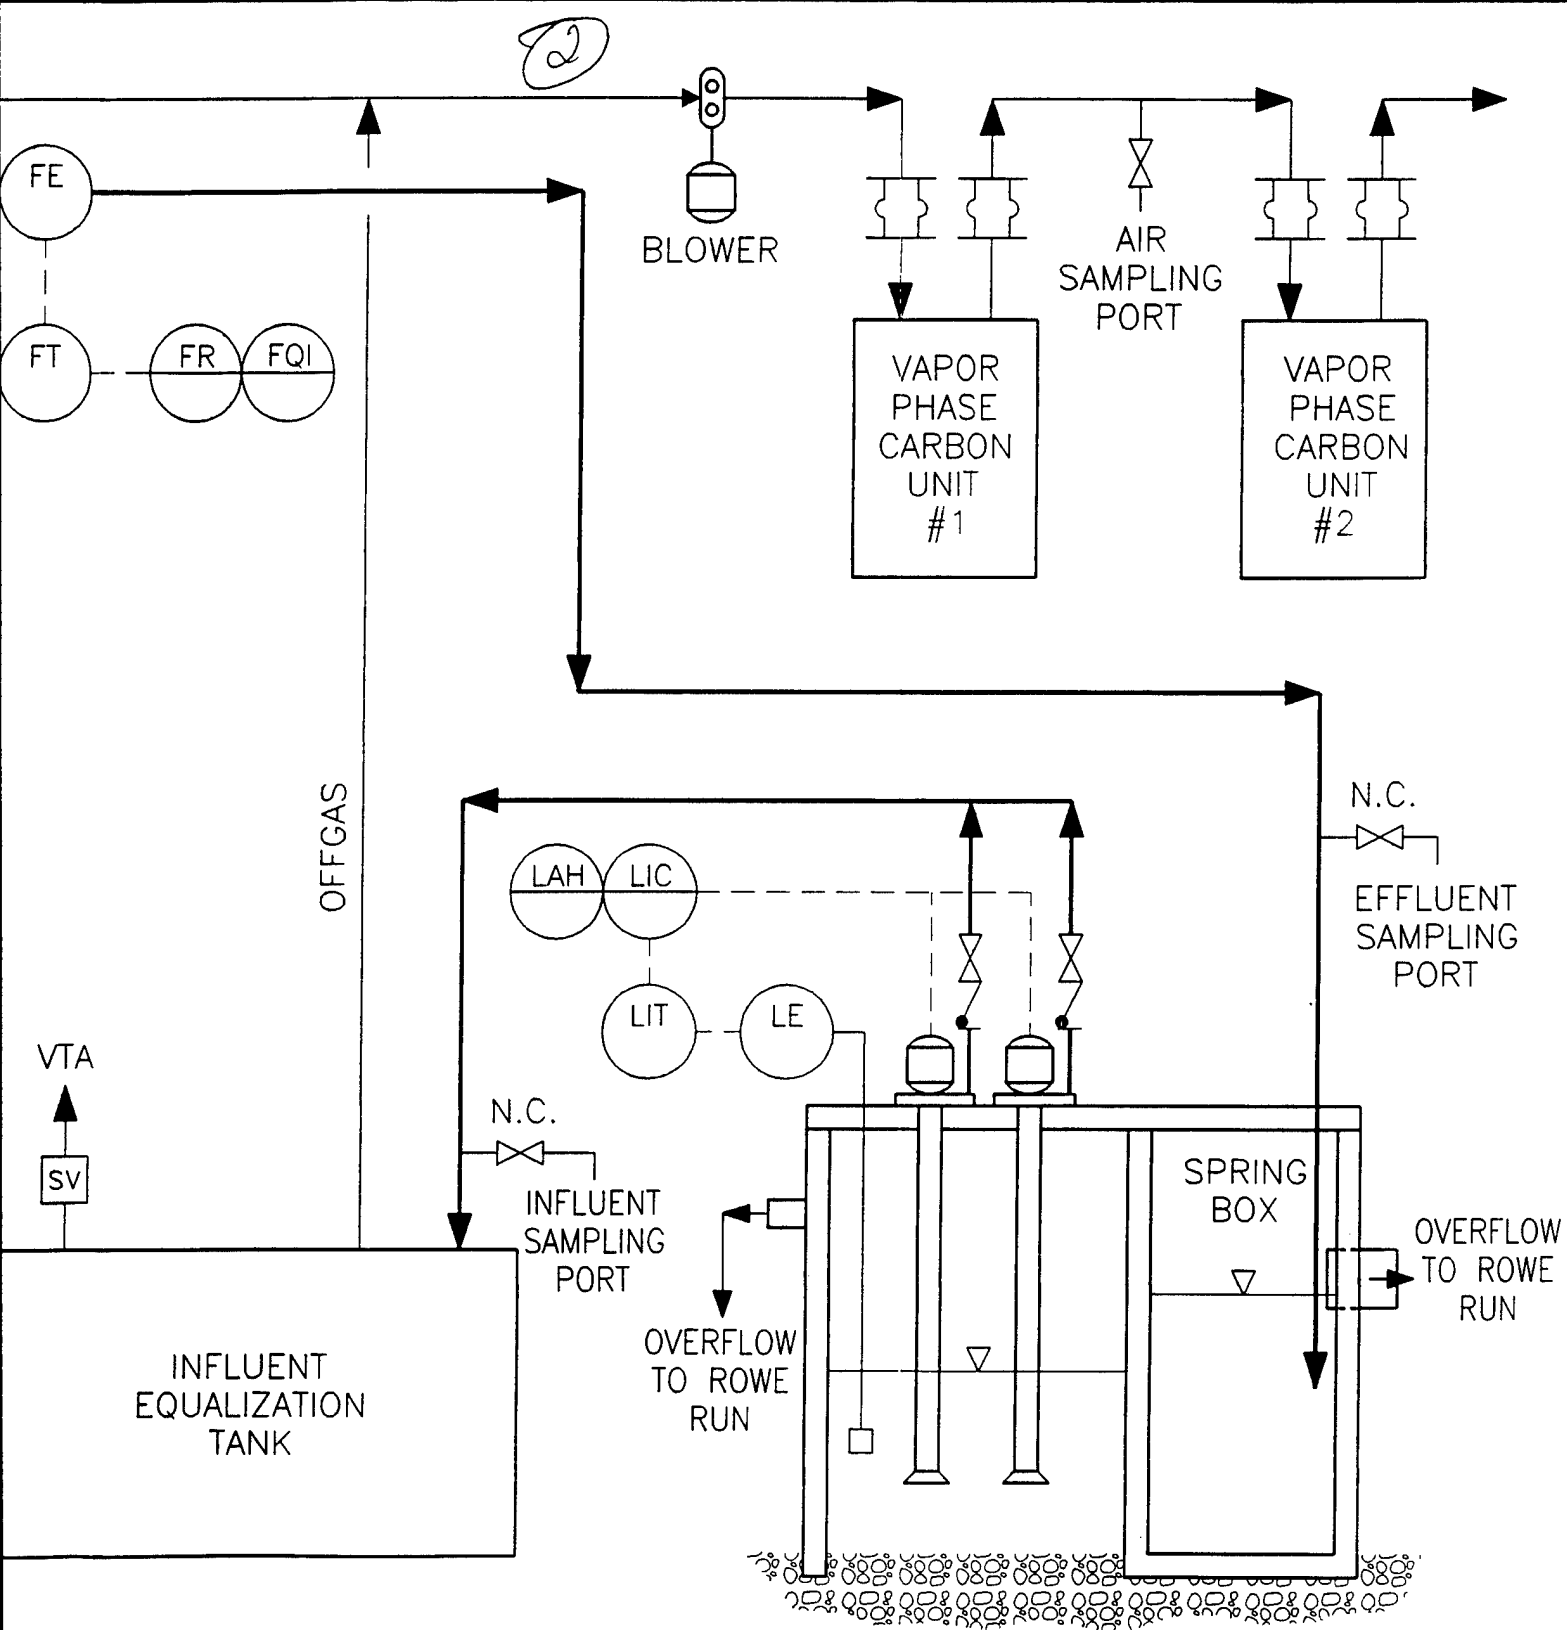 2
FE
BLOWER
AIR
SAMPLING
PORT
FT
FR
FQI
VAPOR
PHASE
CARBON
UNIT
#1
VAPOR
PHASE
CARBON
UNIT
#2
OFFGAS
N.C.
EFFLUENT
SAMPLING
PORT
LAH
LIC
LIT
LE
VTA
SV
N.C.
INFLUENT
SAMPLING
PORT
SPRING
BOX
OVERFLOW
TO ROWE
RUN
OVERFLOW
TO ROWE
RUN
INFLUENT
EQUALIZATION
TANK